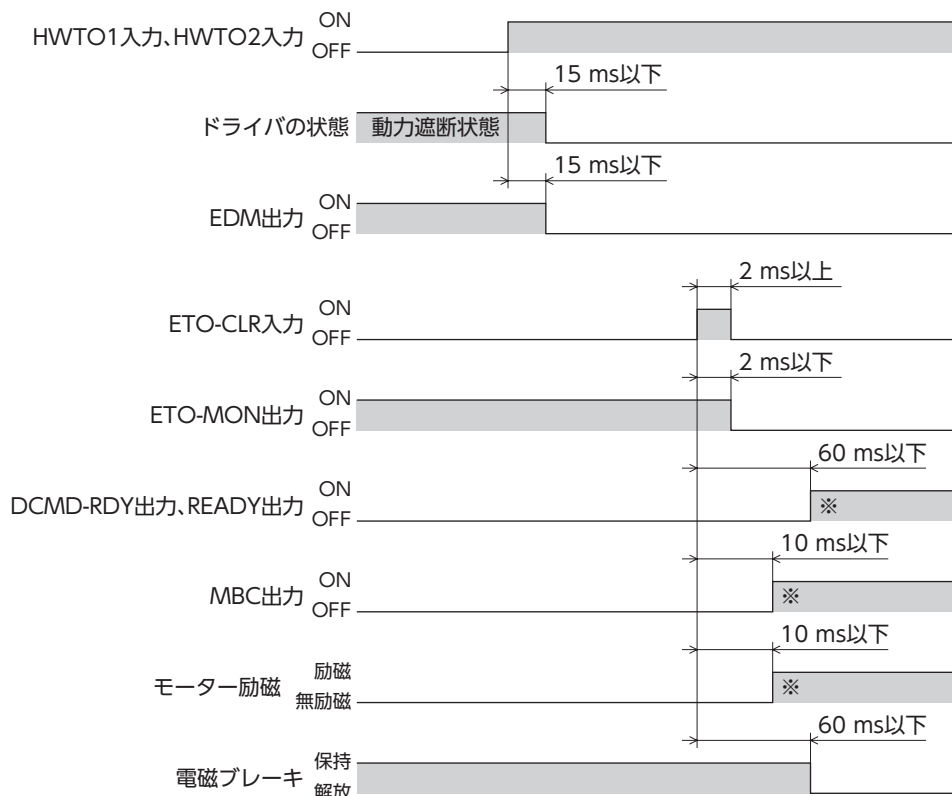 HWTO1入力、HWTO2入力 ON
OFF
15 ms以下
ドライバの状態 動力遮断状態
15 ms以下
EDM出力 ON
OFF
2 ms以上
ETO-CLR入力 ON
OFF
2 ms以下
ETO-MON出力 ON
OFF
60 ms以下
DCMD-RDY出力、READY出力 ON
OFF
※
10 ms以下
MBC出力 ON
OFF
※
10 ms以下
モーター励磁 励磁
無励磁
※
60 ms以下
電磁ブレーキ 保持
解放